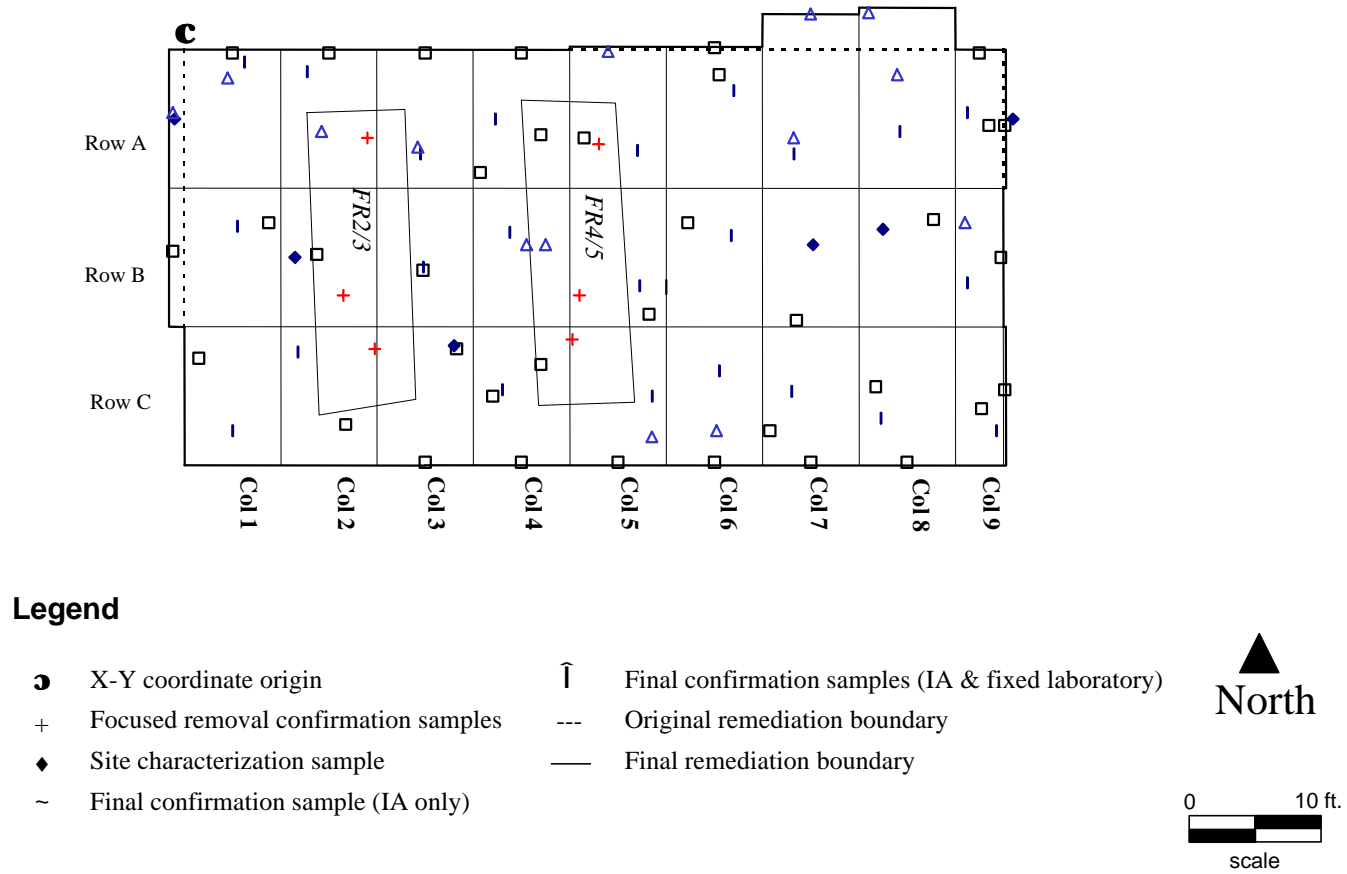 Row A
Row B
Row C
FR2/3
FR4/5
Col 1
Col 2
Col 3
Col 4
Col 5
Col 6
Col 7
Col 8
Col 9
Legend
X-Y coordinate origin
+ Focused removal confirmation samples
♦ Site characterization sample
~ Final confirmation sample (IA only)
Î Final confirmation samples (IA & fixed laboratory)
--- Original remediation boundary
— Final remediation boundary
North
0 10 ft.
scale